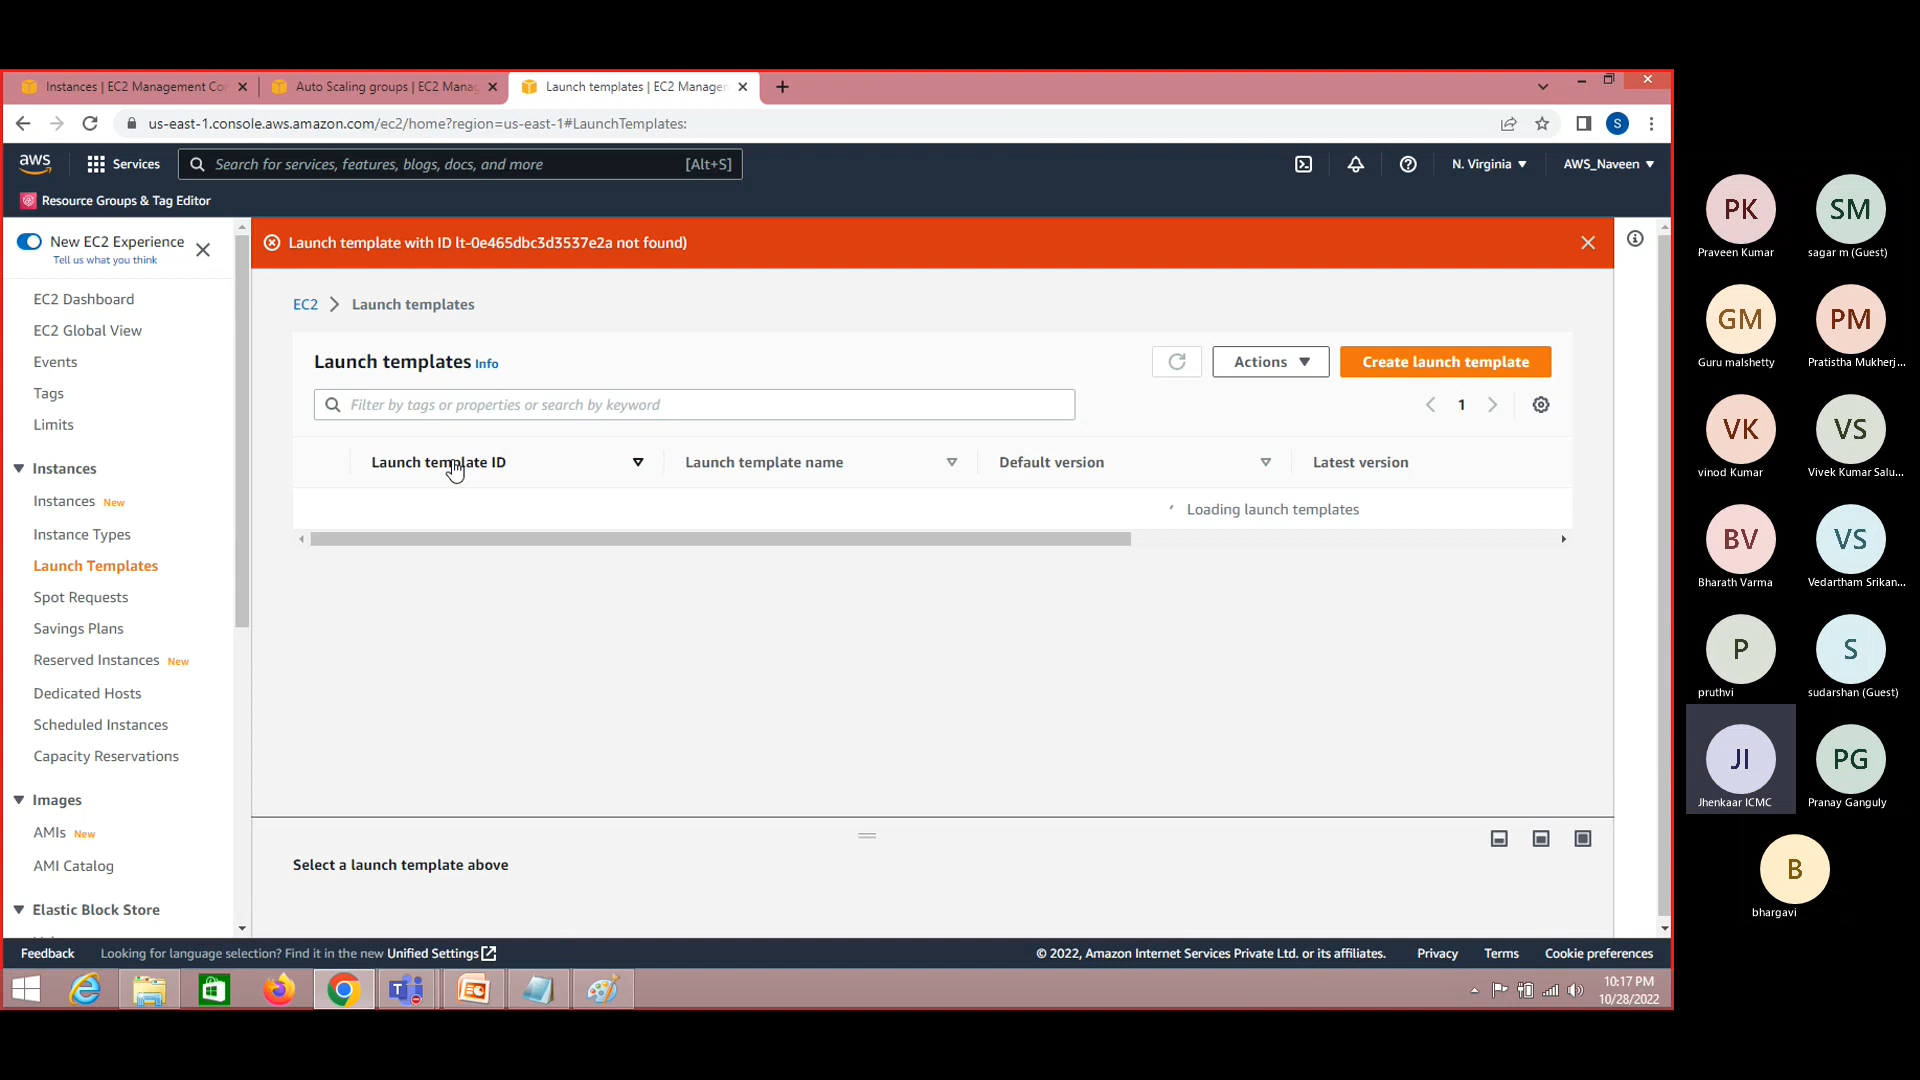 Instances | EC2 Management Co
Auto Scaling groups | EC2 Mana
Launch templates | EC2 Manager
us-east-1.console.aws.amazon.com/ec2/home?region=us-east-1#LaunchTemplates:
S
aws
Services
Search for services, features, blogs, docs, and more
[Alt+S]
N. Virginia
AWS_Naveen
Resource Groups & Tag Editor
New EC2 Experience
Tell us what you think
EC2 Dashboard
EC2 Global View
Events
Tags
Limits
Instances
Instances New
Instance Types
Launch Templates
Spot Requests
Savings Plans
Reserved Instances New
Dedicated Hosts
Scheduled Instances
Capacity Reservations
Images
AMIs New
AMI Catalog
Elastic Block Store
Launch template with ID lt-0e465dbc3d3537e2a not found)
EC2 > Launch templates
Launch templates Info
Actions
Create launch template
Filter by tags or properties or search by keyword
1
Launch template ID
Launch template name
Default version
Latest version
Loading launch templates
Select a launch template above
Feedback
Looking for language selection? Find it in the new Unified Settings
© 2022, Amazon Internet Services Private Ltd. or its affiliates.
Privacy
Terms
Cookie preferences
10:17 PM
10/28/2022
PK
Praveen Kumar
SM
sagar m (Guest)
GM
Guru malshetty
PM
Pratistha Mukherj...
VK
vinod Kumar
VS
Vivek Kumar Salu...
BV
Bharath Varma
VS
Vedartham Srikan...
P
pruthvi
S
sudarshan (Guest)
JI
Jhenkaar ICMC
PG
Pranay Ganguly
B
bhargavi